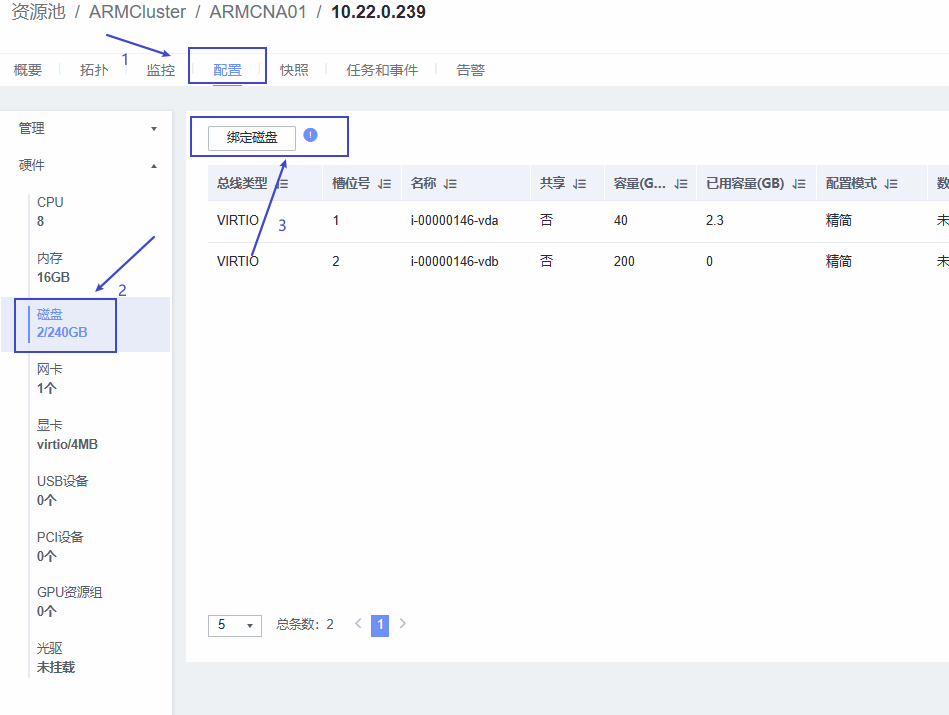 资源池 / ARMCluster / ARMCNA01 / 10.22.0.239
1
概要 拓扑 监控 配置 快照 任务和事件 告警
管理
硬件
CPU
8
内存
16GB
2
磁盘
2/240GB
网卡
1个
显卡
virtio/4MB
USB设备
0个
PCI设备
0个
GPU资源组
0个
光驱
未挂载
绑定磁盘 !
总线类型 槽位号 名称 共享 容量(G... 已用容量(GB) 配置模式 数
VIRTIO 1 i-00000146-vda 否 40 2.3 精简 未
3
VIRTIO 2 i-00000146-vdb 否 200 0 精简 未
5 总条数: 2 < 1 >